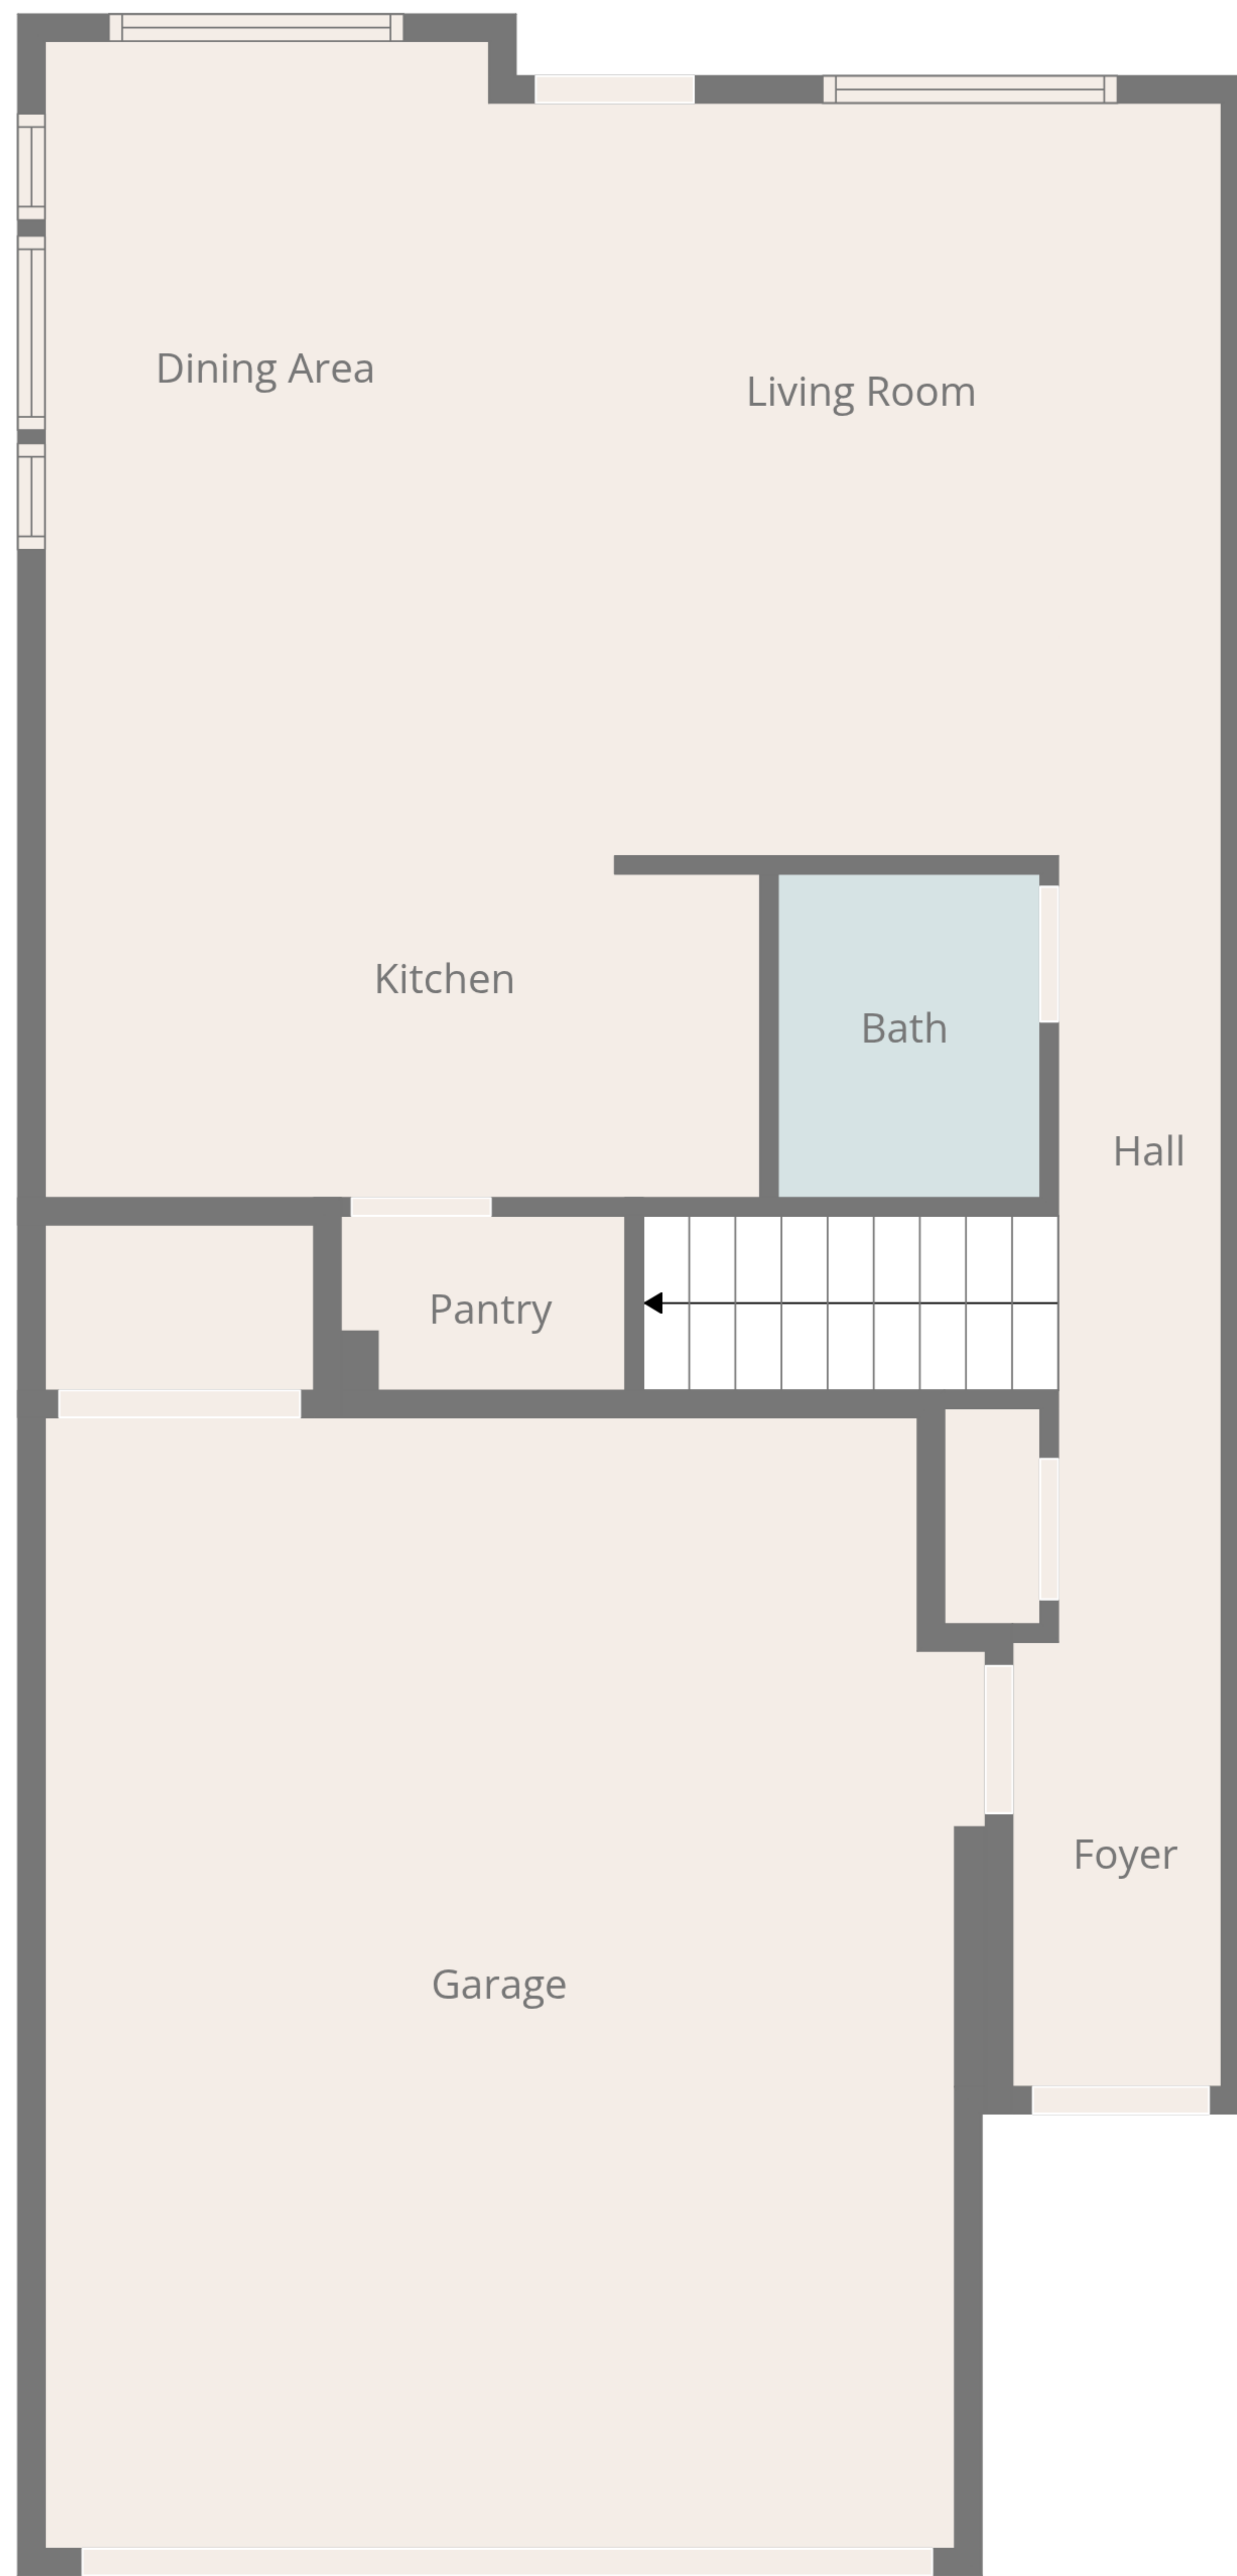 Dining Area
Living Room
Kitchen
Bath
Hall
Pantry
Foyer
Garage